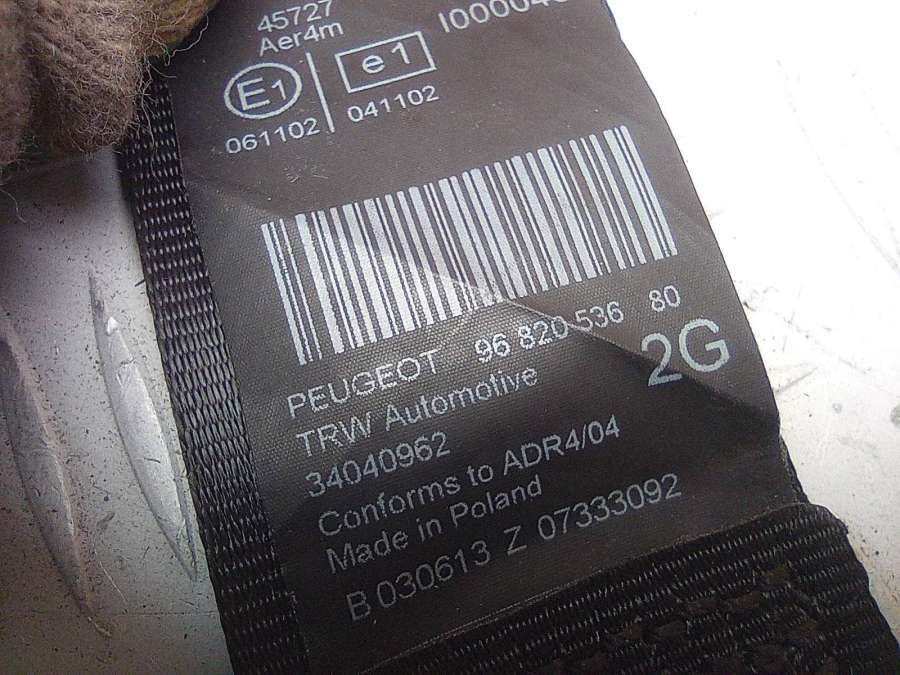 45727
Aer4m
E1
e1
061102
041102
PEUGEOT 96 820 536 80
2G
TRW Automotive
34040962
Conforms to ADR4/04
Made in Poland
B 030613 Z 07333092